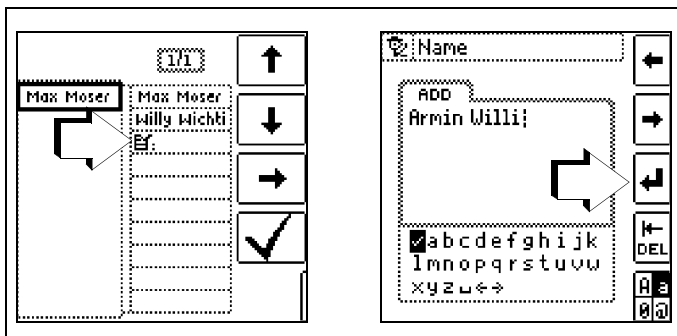 1/1
Max Moser
Max Moser
Willy Wichti
Name
ADD
Armin Willi
abcdefghijk
lmnopqrstuvw
xyz
DEL
A a
0 @